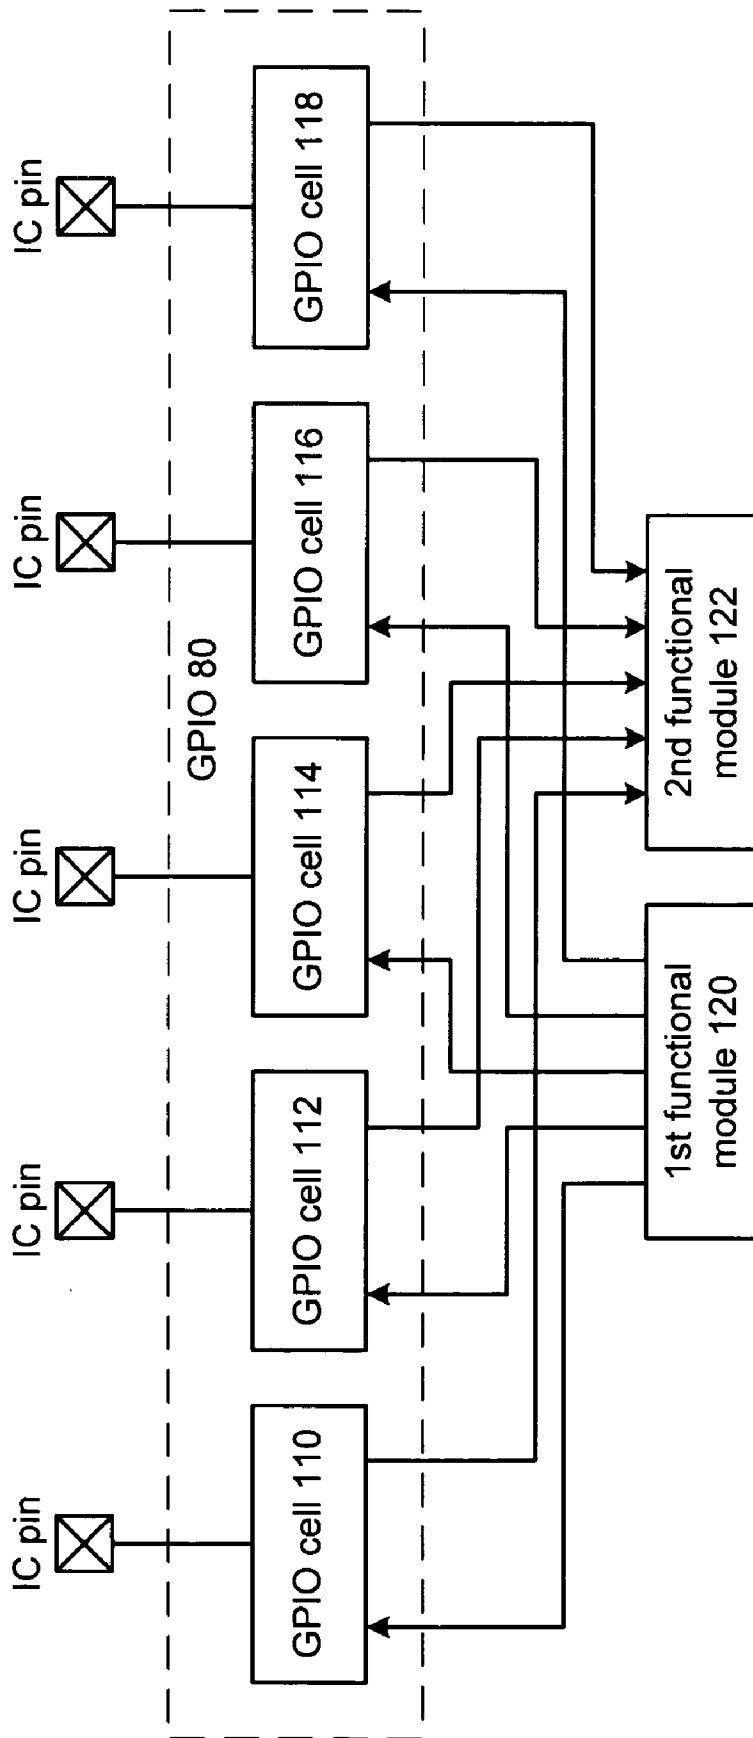 IC pin
IC pin
IC pin
IC pin
IC pin
GPIO 80
GPIO cell 110
GPIO cell 112
GPIO cell 114
GPIO cell 116
GPIO cell 118
1st functional
module 120
2nd functional
module 122